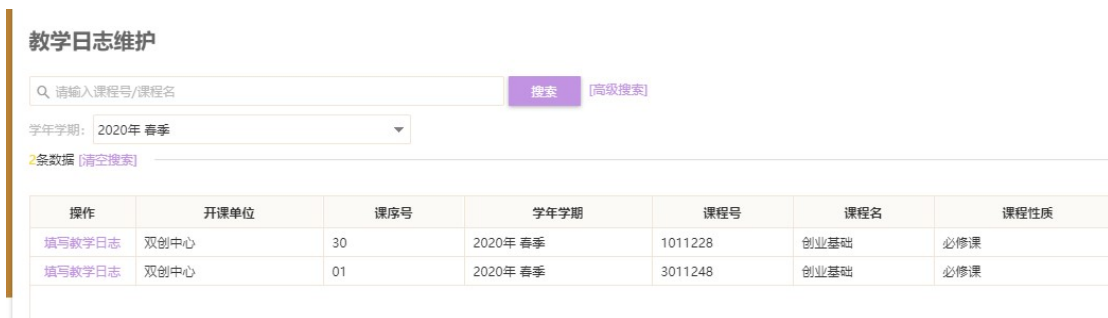 教学日志维护
请输入课程号/课程名 搜索 [高级搜索]
学年学期: 2020年 春季
2条数据 [清空搜索]
操作 开课单位 课序号 学年学期 课程号 课程名 课程性质
填写教学日志 双创中心 30 2020年 春季 1011228 创业基础 必修课
填写教学日志 双创中心 01 2020年 春季 3011248 创业基础 必修课